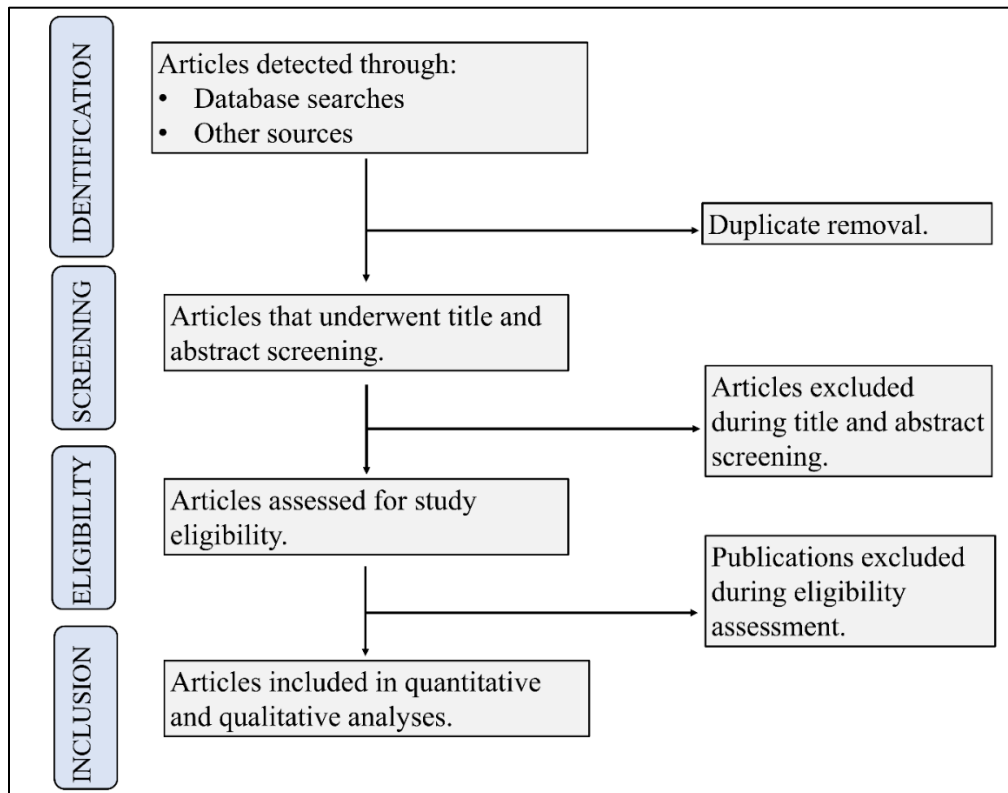 IDENTIFICATION
Articles detected through:
• Database searches
• Other sources
Duplicate removal.
SCREENING
Articles that underwent title and
abstract screening.
Articles excluded
during title and abstract
screening.
ELIGIBILITY
Articles assessed for study
eligibility.
Publications excluded
during eligibility
assessment.
INCLUSION
Articles included in quantitative
and qualitative analyses.